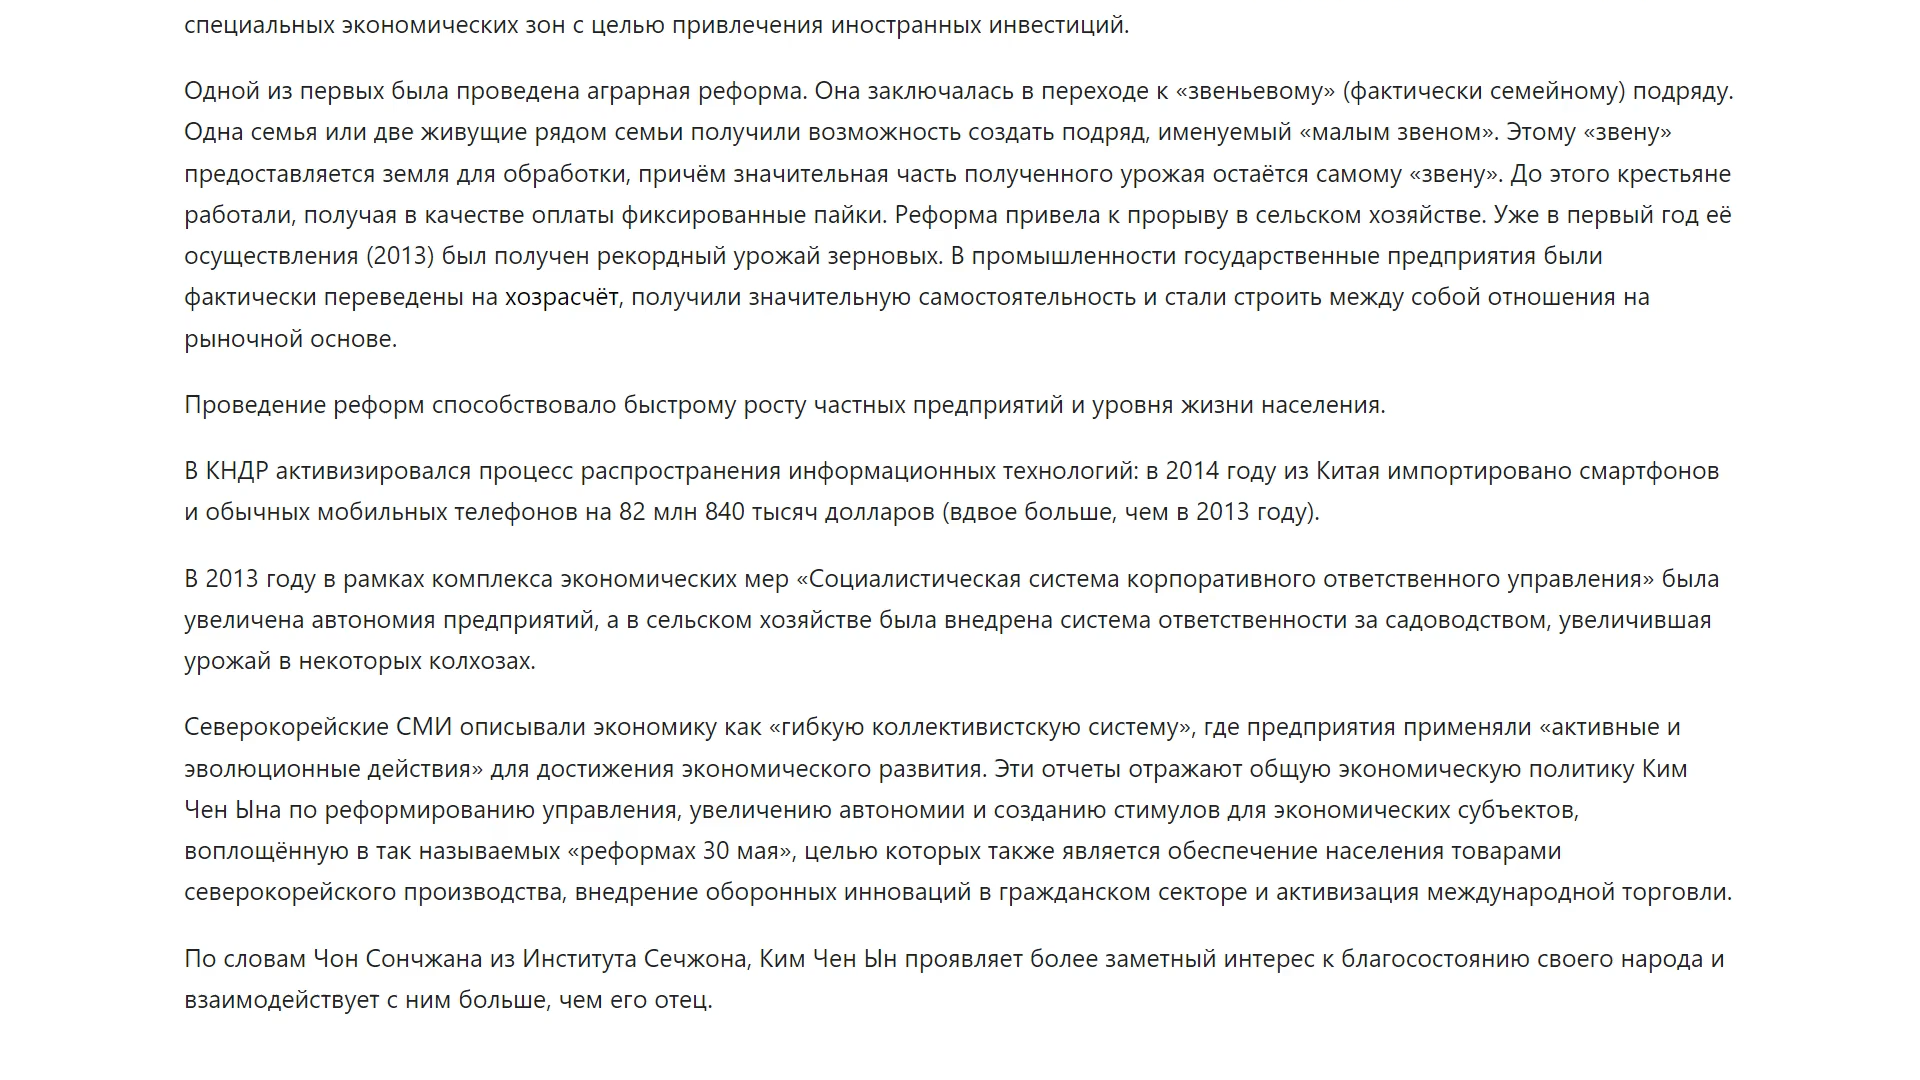 специальных экономических зон с целью привлечения иностранных инвестиций.
Одной из первых была проведена аграрная реформа. Она заключалась в переходе к «звеньевому» (фактически семейному) подряду.
Одна семья или две живущие рядом семьи получили возможность создать подряд, именуемый «малым звеном». Этому «звену»
предоставляется земля для обработки, причём значительная часть полученного урожая остаётся самому «звену». До этого крестьяне
работали, получая в качестве оплаты фиксированные пайки. Реформа привела к прорыву в сельском хозяйстве. Уже в первый год её
осуществления (2013) был получен рекордный урожай зерновых. В промышленности государственные предприятия были
фактически переведены на хозрасчёт, получили значительную самостоятельность и стали строить между собой отношения на
рыночной основе.
Проведение реформ способствовало быстрому росту частных предприятий и уровня жизни населения.
В КНДР активизировался процесс распространения информационных технологий: в 2014 году из Китая импортировано смартфонов
и обычных мобильных телефонов на 82 млн 840 тысяч долларов (вдвое больше, чем в 2013 году).
В 2013 году в рамках комплекса экономических мер «Социалистическая система корпоративного ответственного управления» была
увеличена автономия предприятий, а в сельском хозяйстве была внедрена система ответственности за садоводством, увеличившая
урожай в некоторых колхозах.
Северокорейские СМИ описывали экономику как «гибкую коллективистскую систему», где предприятия применяли «активные и
эволюционные действия» для достижения экономического развития. Эти отчеты отражают общую экономическую политику Ким
Чен Ына по реформированию управления, увеличению автономии и созданию стимулов для экономических субъектов,
воплощённую в так называемых «реформах 30 мая», целью которых также является обеспечение населения товарами
северокорейского производства, внедрение оборонных инноваций в гражданском секторе и активизация международной торговли.
По словам Чон Сончжана из Института Сечжона, Ким Чен Ын проявляет более заметный интерес к благосостоянию своего народа и
взаимодействует с ним больше, чем его отец.